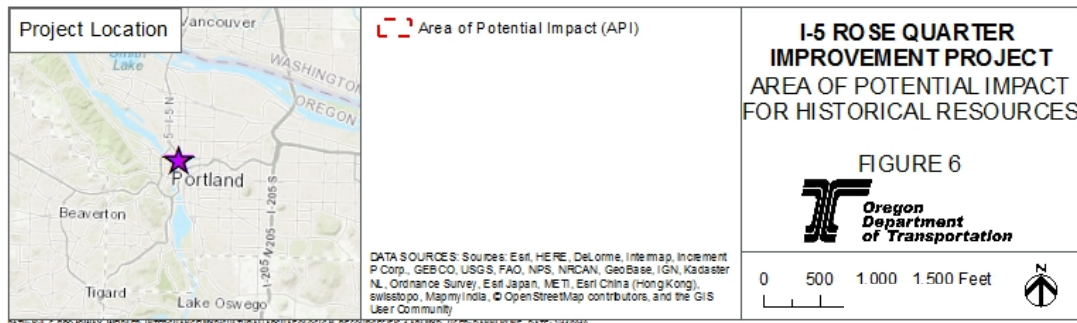 Project Location
Vancouver
Smith
Lake
WASHINGTON
OREGON
5—I-5 N
Portland
Beaverton
I-205 S
I-205 N
Tigard
Lake Oswego
Area of Potential Impact (API)
DATA SOURCES: Sources: Esri, HERE, DeLorme, Intermap, Increment
P Corp., GEBCO, USGS, FAO, NPS, NRCAN, GeoBase, IGN, Kadaster
NL, Ordnance Survey, Esri Japan, METI, Esri China (Hong Kong),
swisstopo, MapmyIndia, © OpenStreetMap contributors, and the GIS
User Community
I-5 ROSE QUARTER
IMPROVEMENT PROJECT
AREA OF POTENTIAL IMPACT
FOR HISTORICAL RESOURCES
FIGURE 6
Oregon
Department
of Transportation
0 500 1,000 1,500 Feet
N